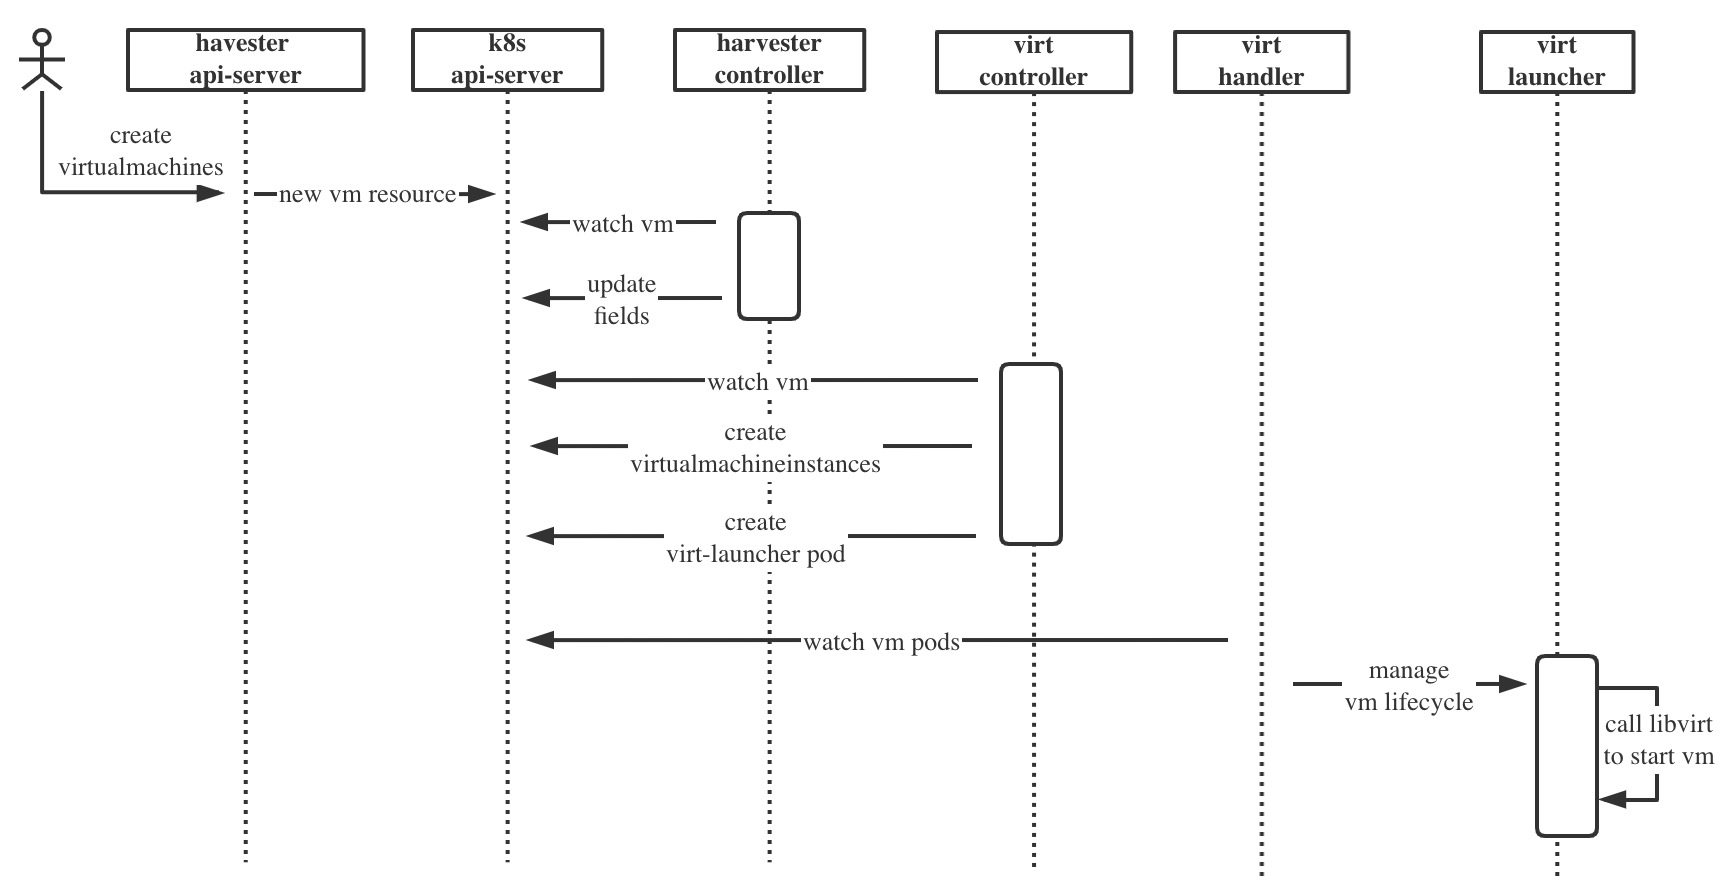 havester
api-server
k8s
api-server
harvester
controller
virt
controller
virt
handler
virt
launcher
create
virtualmachines
new vm resource
watch vm
update
fields
watch vm
create
virtualmachineinstances
create
virt-launcher pod
watch vm pods
manage
vm lifecycle
call libvirt
to start vm